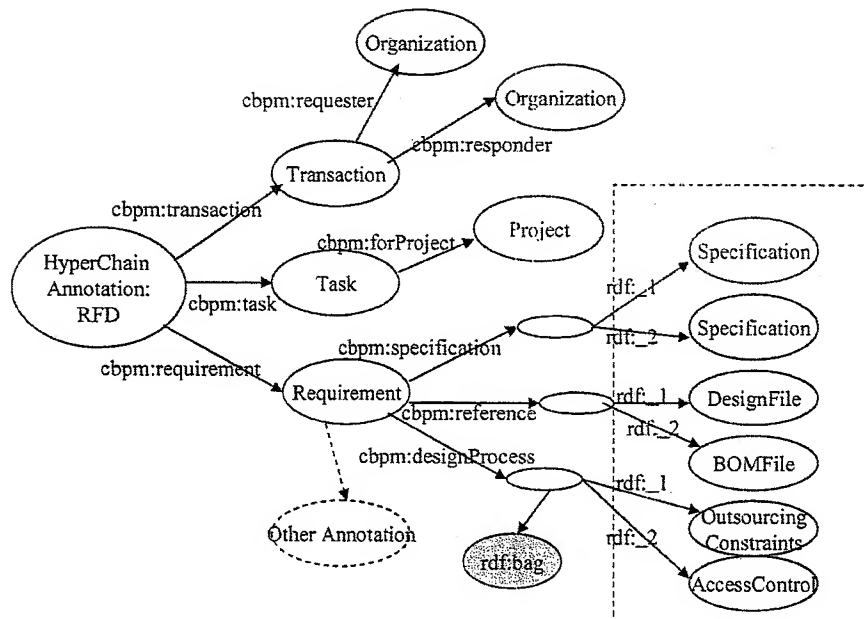 Organization
cbpm:requester
Organization
cbpm:responder
Transaction
cbpm:transaction
cbpm:forProject
Project
HyperChain
Annotation:
RFD
cbpm:task
Task
Specification
rdf:_1
cbpm:specification
rdf:_2
Specification
cbpm:requirement
Requirement
cbpm:reference
rdf:_1
DesignFile
rdf:_2
cbpm:designProcess
BOMFile
rdf:_1
Other Annotation
rdf:bag
Outsourcing
Constraints
rdf:_2
AccessControl